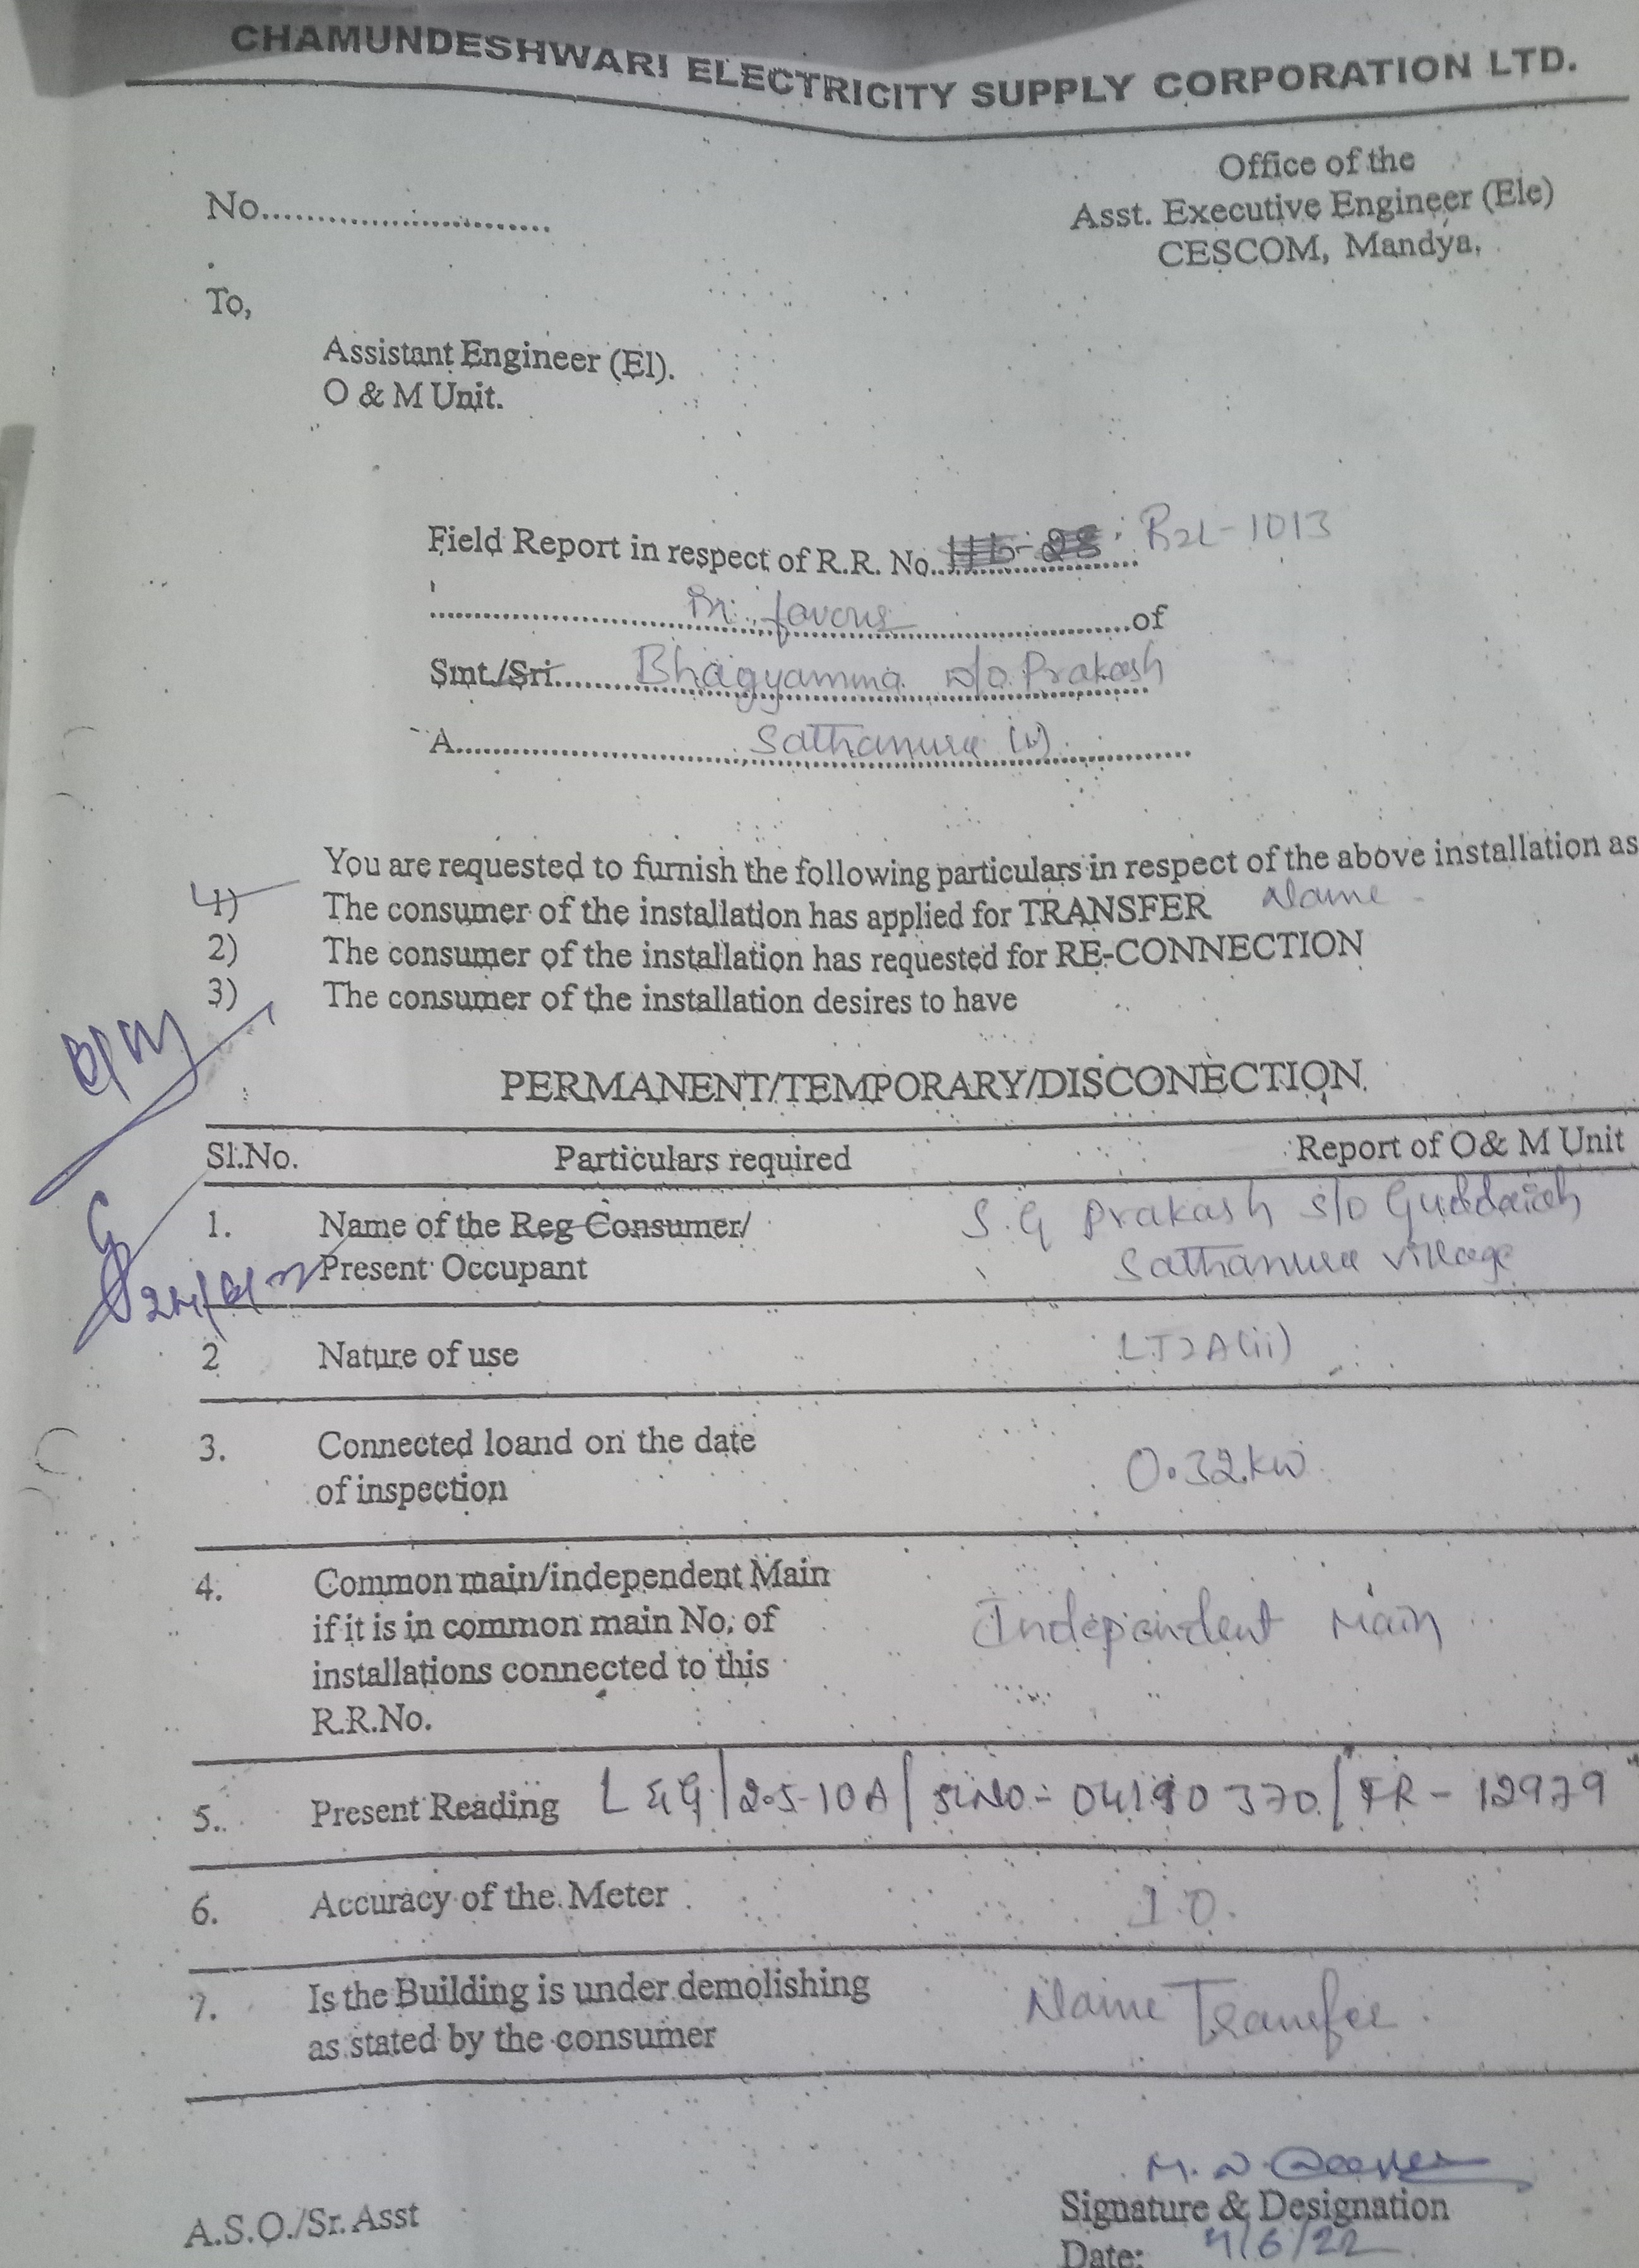 CHAMUNDESHWARI ELECTRICITY SUPPLY CORPORATION LTD.
Office of the
No.............................
Asst. Executive Engineer (Ele)
CESCOM, Mandya.
To,
Assistant Engineer (El).
O & M Unit.
Field Report in respect of R.R. No. R2L-1013
favour of
Smt./Sri Bhagyamma w/o Prakash
A Sathanura (v)
You are requested to furnish the following particulars in respect of the above installation as
The consumer of the installation has applied for TRANSFER Name
2) The consumer of the installation has requested for RE-CONNECTION
3) The consumer of the installation desires to have
PERMANENT/TEMPORARY/DISCONECTION
Sl.No. Particulars required Report of O& M Unit
1. Name of the Reg Consumer/ S.G Prakash s/o Guddaiah
Present Occupant Sathanura village
2 Nature of use LT2A(ii)
3. Connected loand on the date
of inspection 0.32kw
4. Common main/independent Main
if it is in common main No. of Independent Main
installations connected to this
R.R.No.
5. Present Reading L&G/2.5-10A/Sl No:- 04190370/FR-12979
6. Accuracy of the Meter 1.0.
7. Is the Building is under demolishing Name Transfer
as stated by the consumer
A.S.O./Sr. Asst
Signature & Designation
Date: 4/6/22